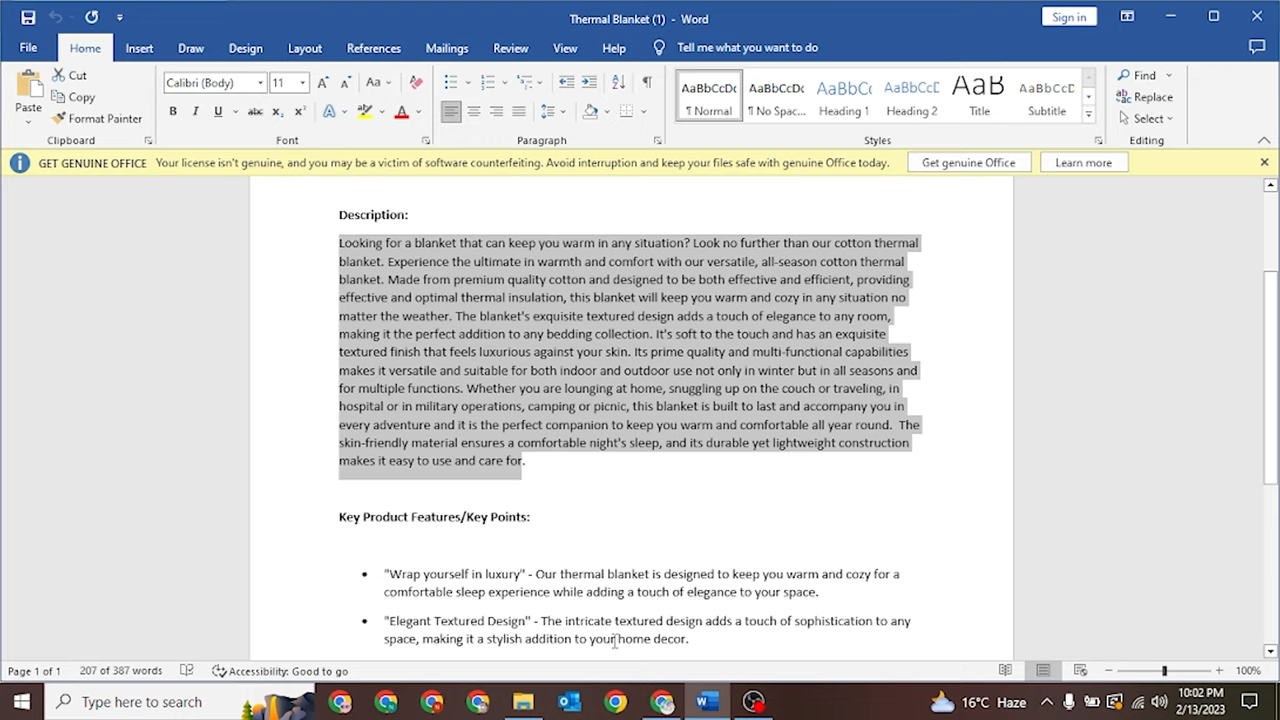 Thermal Blanket (1) - Word
Sign in
File Home Insert Draw Design Layout References Mailings Review View Help Tell me what you want to do
Paste
Cut
Copy
Format Painter
Calibri (Body) 11
AaBbCcDc AaBbCcDc AaBbC AaBbCcC AaB AaBbCcD
¶ Normal ¶ No Spac... Heading 1 Heading 2 Title Subtitle
Find
Replace
Select
Clipboard Font Paragraph Styles Editing
GET GENUINE OFFICE Your license isn't genuine, and you may be a victim of software counterfeiting. Avoid interruption and keep your files safe with genuine Office today. Get genuine Office Learn more
Description:
Looking for a blanket that can keep you warm in any situation? Look no further than our cotton thermal
blanket. Experience the ultimate in warmth and comfort with our versatile, all-season cotton thermal
blanket. Made from premium quality cotton and designed to be both effective and efficient, providing
effective and optimal thermal insulation, this blanket will keep you warm and cozy in any situation no
matter the weather. The blanket's exquisite textured design adds a touch of elegance to any room,
making it the perfect addition to any bedding collection. It's soft to the touch and has an exquisite
textured finish that feels luxurious against your skin. Its prime quality and multi-functional capabilities
makes it versatile and suitable for both indoor and outdoor use not only in winter but in all seasons and
for multiple functions. Whether you are lounging at home, snuggling up on the couch or traveling, in
hospital or in military operations, camping or picnic, this blanket is built to last and accompany you in
every adventure and it is the perfect companion to keep you warm and comfortable all year round. The
skin-friendly material ensures a comfortable night's sleep, and its durable yet lightweight construction
makes it easy to use and care for.
Key Product Features/Key Points:
• "Wrap yourself in luxury" - Our thermal blanket is designed to keep you warm and cozy for a
comfortable sleep experience while adding a touch of elegance to your space.
• "Elegant Textured Design" - The intricate textured design adds a touch of sophistication to any
space, making it a stylish addition to your home decor.
Page 1 of 1 207 of 387 words Accessibility: Good to go 100%
Type here to search
16°C Haze
10:02 PM
2/13/2023